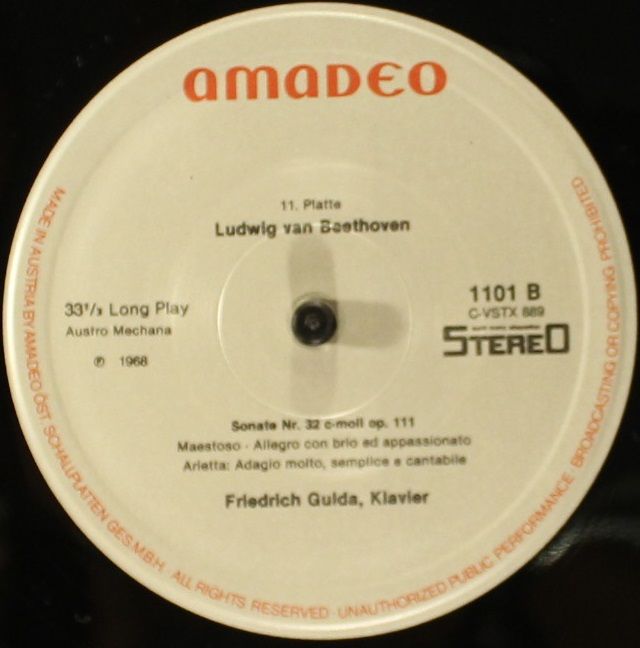 amaDEO
11. Platte
Ludwig van Beethoven
33¹/₃ Long Play
Austro Mechana
℗ 1968
1101 B
C-VSTX 889
STEREO
Sonate Nr. 32 c-moll op. 111
Maestoso · Allegro con brio ed appassionato
Arietta: Adagio molto, semplice e cantabile
Friedrich Gulda, Klavier
MADE IN AUSTRIA BY AMADEO ÖST. SCHALLPLATTEN GES.M.B.H. · ALL RIGHTS RESERVED · UNAUTHORIZED PUBLIC PERFORMANCE BROADCASTING OR COPYING PROHIBITED